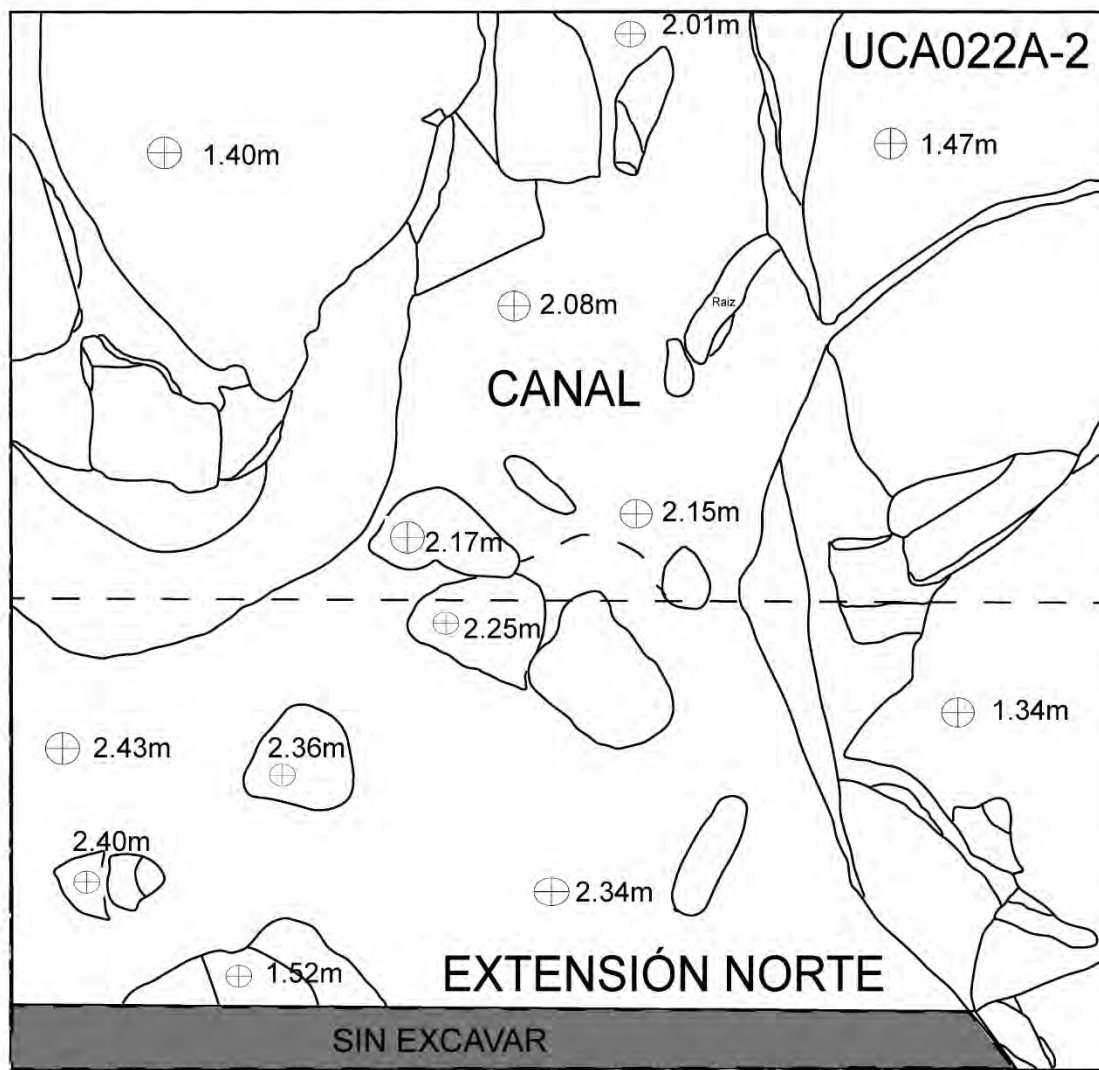 2.01m
UCA022A-2
1.40m
1.47m
Raiz
2.08m
CANAL
2.15m
2.17m
2.25m
1.34m
2.43m
2.36m
2.40m
2.34m
1.52m
EXTENSIÓN NORTE
SIN EXCAVAR